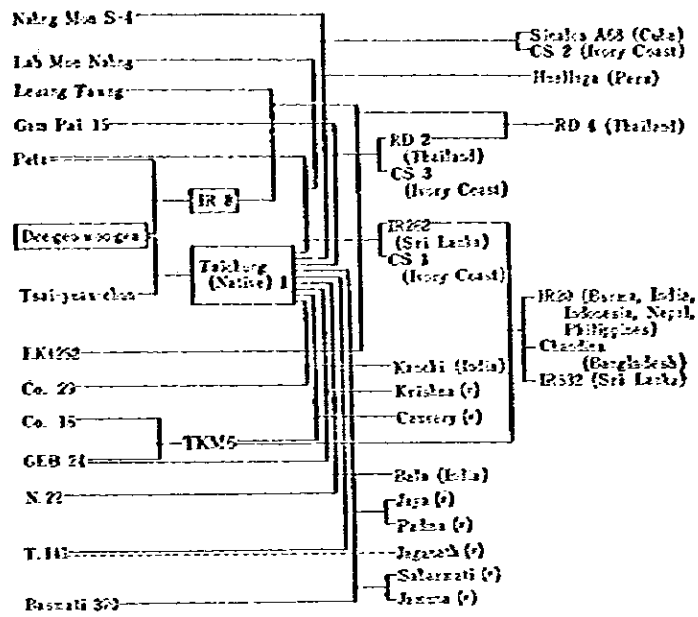 Nahng Mon S-4
Sinaloa A68 (Cuba)
CS 2 (Ivory Coast)
Leb Mue Nahng
Huallaga (Peru)
Leuang Tawng
Gam Pai 15
RD 4 (Thailand)
RD 2
(Thailand)
Peta
CS 3
(Ivory Coast)
IR 8
IR262
(Sri Lanka)
Dee-geo-woo-gen
Taichung
(Native) 1
CS 1
(Ivory Coast)
Tsai-yuan-chon
IR20 (Burma, India,
Indonesia, Nepal,
Philippines)
Chandina
(Bangladesh)
IR532 (Sri Lanka)
EK1252
Kanchi (India)
Co. 29
Krishna (″)
Co. 18
Cauvery (″)
TKM6
GEB 24
Bala (India)
N. 22
Jaya (″)
Padma (″)
T. 141
Jagannath (″)
Sabarmati (″)
Jamuna (″)
Basmati 370